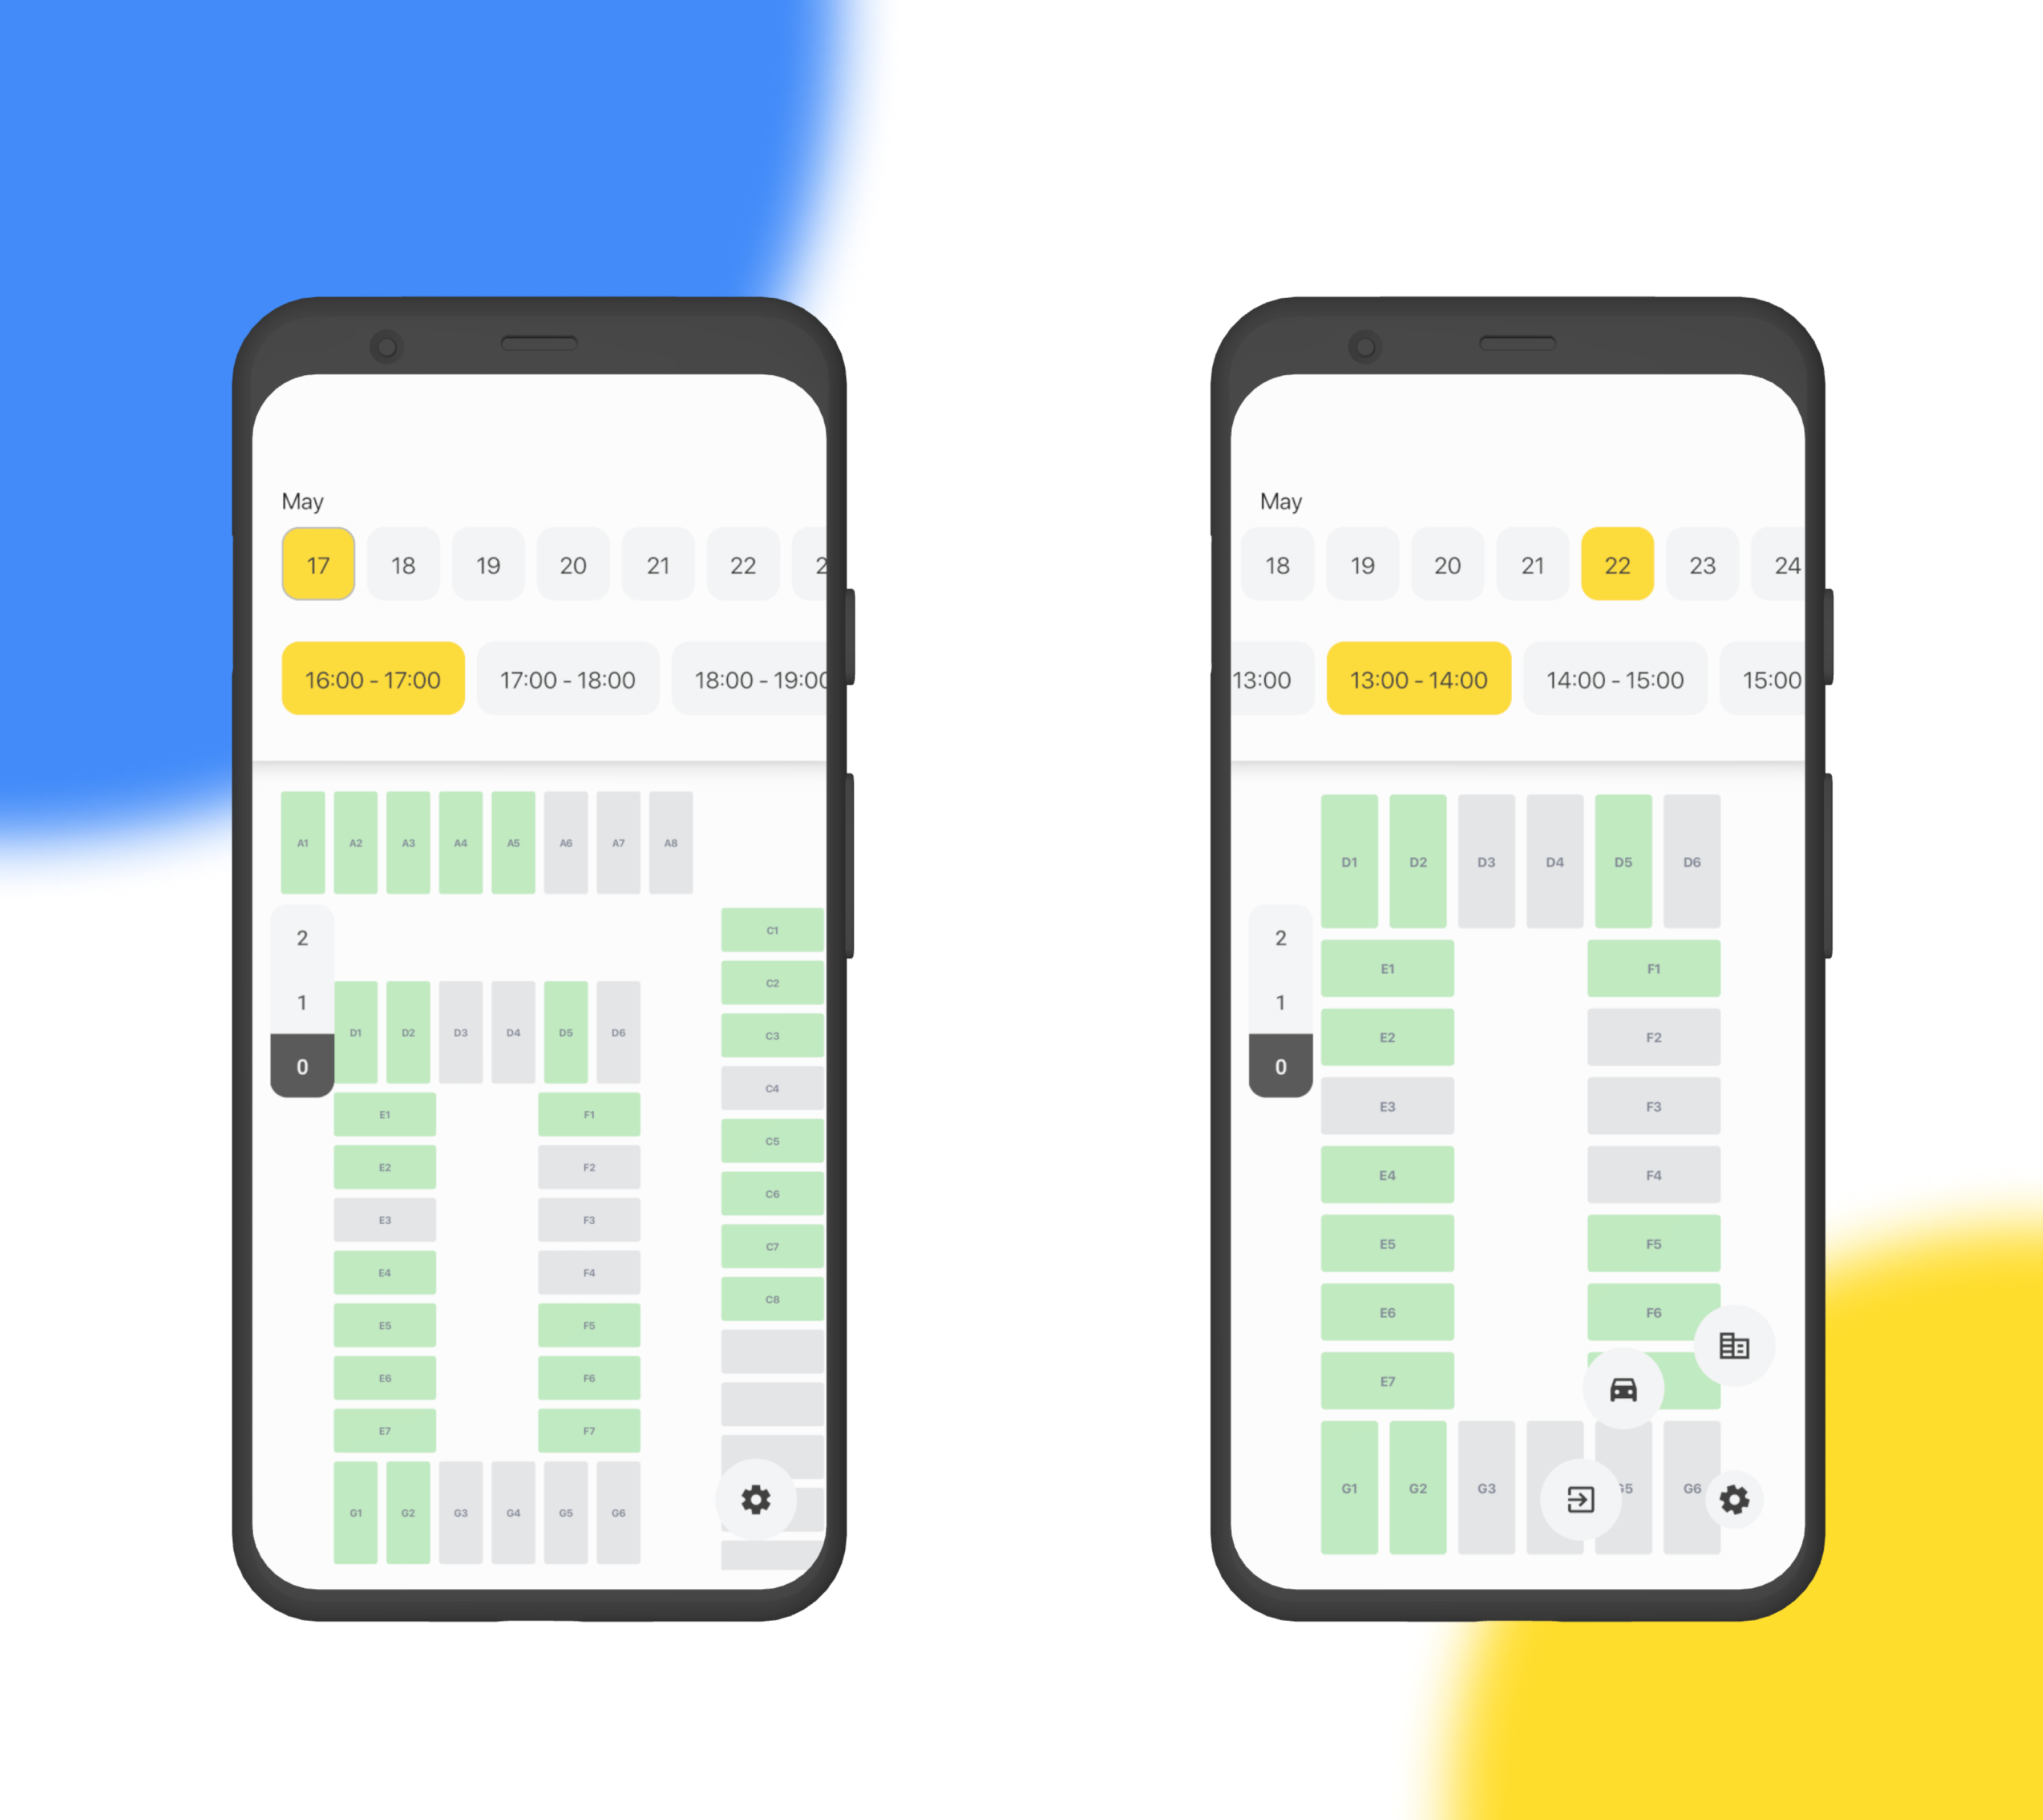 May
17 18 19 20 21 22
16:00 - 17:00 17:00 - 18:00 18:00 - 19:00
A1 A2 A3 A4 A5 A6 A7 A8
C1
2
C2
1
D1 D2 D3 D4 D5 D6
C3
0
C4
E1 F1
C5
E2 F2
C6
E3 F3
C7
E4 F4
C8
E5 F5
E6 F6
E7 F7
G1 G2 G3 G4 G5 G6
May
18 19 20 21 22 23 24
13:00 13:00 - 14:00 14:00 - 15:00 15:00
D1 D2 D3 D4 D5 D6
2
E1 F1
1
E2 F2
0
E3 F3
E4 F4
E5 F5
E6 F6
E7
G1 G2 G3 G5 G6